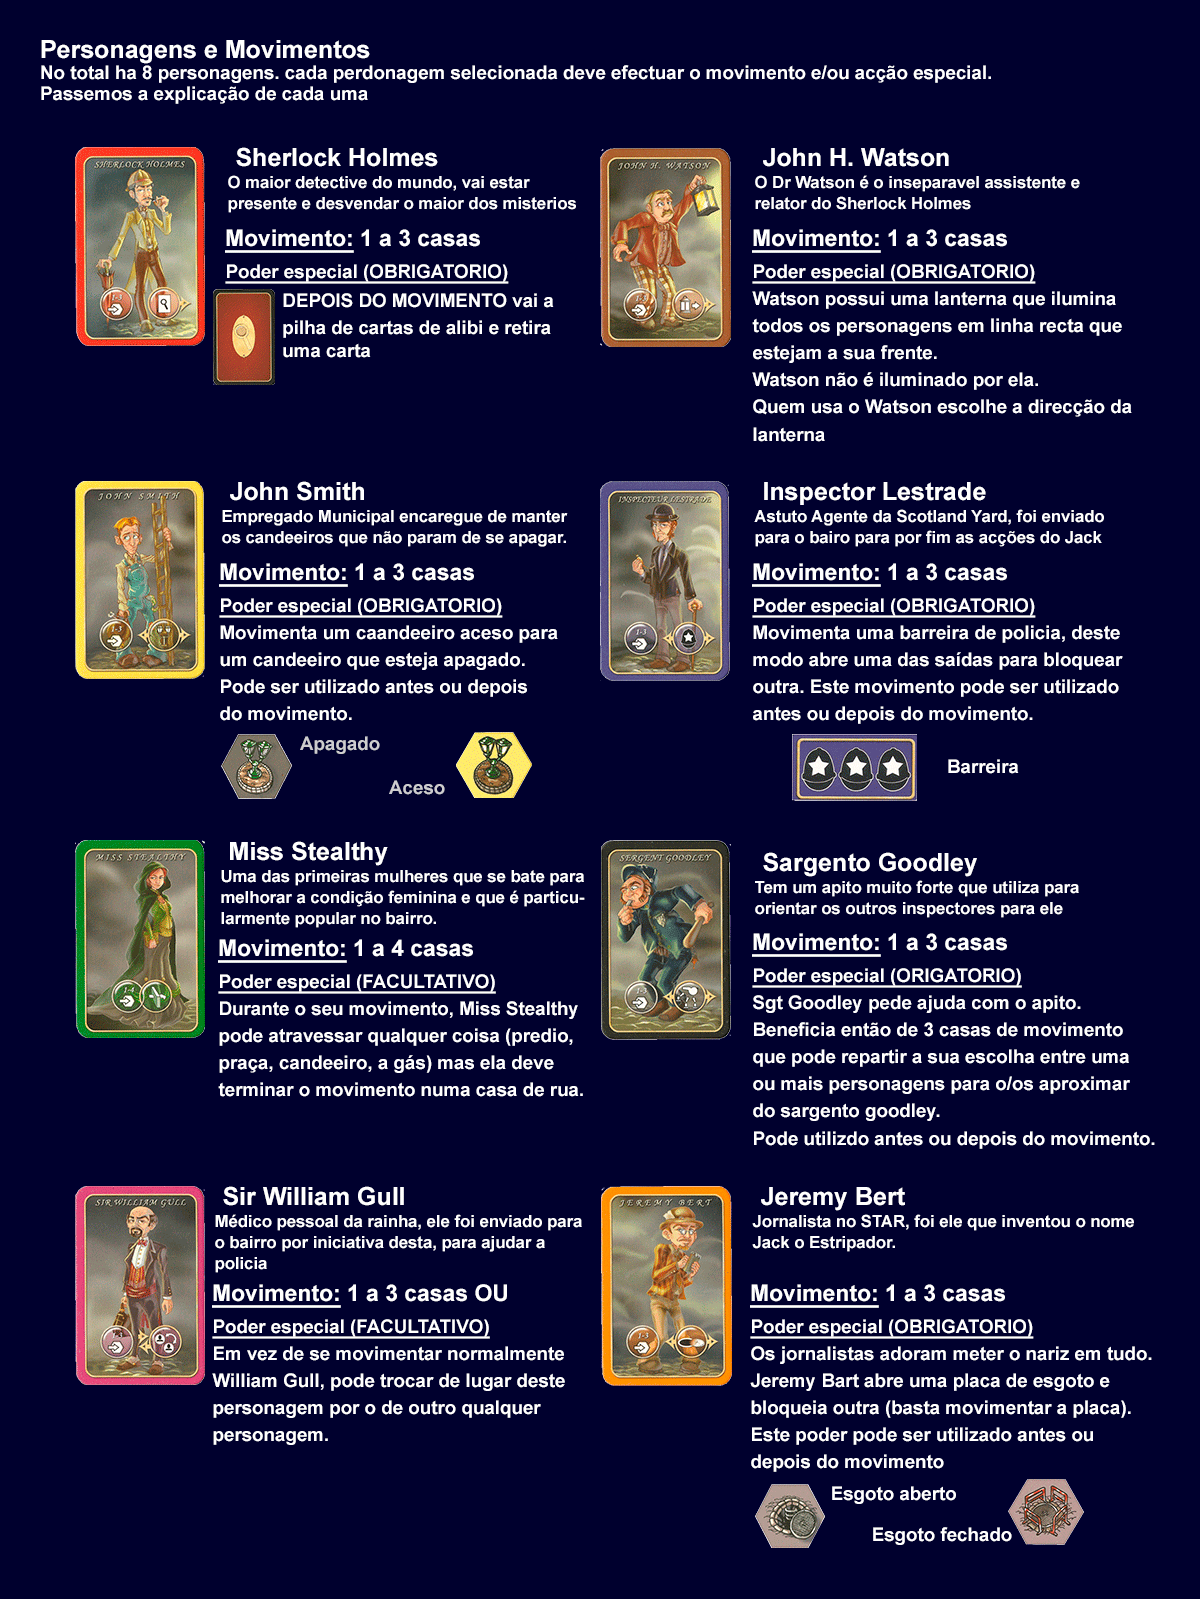 Personagens e Movimentos
No total ha 8 personagens. cada perdonagem selecionada deve efectuar o movimento e/ou acção especial.
Passemos a explicação de cada uma
SHERLOCK HOLMES
1-3
Sherlock Holmes
O maior detective do mundo, vai estar
presente e desvendar o maior dos misterios
Movimento: 1 a 3 casas
Poder especial (OBRIGATORIO)
DEPOIS DO MOVIMENTO vai a
pilha de cartas de alibi e retira
uma carta
JOHN H. WATSON
1-3
John H. Watson
O Dr Watson é o inseparavel assistente e
relator do Sherlock Holmes
Movimento: 1 a 3 casas
Poder especial (OBRIGATORIO)
Watson possui uma lanterna que ilumina
todos os personagens em linha recta que
estejam a sua frente.
Watson não é iluminado por ela.
Quem usa o Watson escolhe a direcção da
lanterna
JOHN SMITH
1-3
John Smith
Empregado Municipal encaregue de manter
os candeeiros que não param de se apagar.
Movimento: 1 a 3 casas
Poder especial (OBRIGATORIO)
Movimenta um caandeeiro aceso para
um candeeiro que esteja apagado.
Pode ser utilizado antes ou depois
do movimento.
Apagado
Aceso
INSPECTEUR LESTRADE
1-3
Inspector Lestrade
Astuto Agente da Scotland Yard, foi enviado
para o bairo para por fim as acções do Jack
Movimento: 1 a 3 casas
Poder especial (OBRIGATORIO)
Movimenta uma barreira de policia, deste
modo abre uma das saídas para bloquear
outra. Este movimento pode ser utilizado
antes ou depois do movimento.
Barreira
MISS STEALTHY
1-4
Miss Stealthy
Uma das primeiras mulheres que se bate para
melhorar a condição feminina e que é particu-
larmente popular no bairro.
Movimento: 1 a 4 casas
Poder especial (FACULTATIVO)
Durante o seu movimento, Miss Stealthy
pode atravessar qualquer coisa (predio,
praça, candeeiro, a gás) mas ela deve
terminar o movimento numa casa de rua.
SERGENT GOODLEY
1-3
Sargento Goodley
Tem um apito muito forte que utiliza para
orientar os outros inspectores para ele
Movimento: 1 a 3 casas
Poder especial (ORIGATORIO)
Sgt Goodley pede ajuda com o apito.
Beneficia então de 3 casas de movimento
que pode repartir a sua escolha entre uma
ou mais personagens para o/os aproximar
do sargento goodley.
Pode utilizdo antes ou depois do movimento.
SIR WILLIAM GULL
Sir William Gull
Médico pessoal da rainha, ele foi enviado para
o bairro por iniciativa desta, para ajudar a
policia
Movimento: 1 a 3 casas OU
Poder especial (FACULTATIVO)
Em vez de se movimentar normalmente
William Gull, pode trocar de lugar deste
personagem por o de outro qualquer
personagem.
JEREMY BERT
1-3
Jeremy Bert
Jornalista no STAR, foi ele que inventou o nome
Jack o Estripador.
Movimento: 1 a 3 casas
Poder especial (OBRIGATORIO)
Os jornalistas adoram meter o nariz em tudo.
Jeremy Bart abre uma placa de esgoto e
bloqueia outra (basta movimentar a placa).
Este poder pode ser utilizado antes ou
depois do movimento
Esgoto aberto
Esgoto fechado